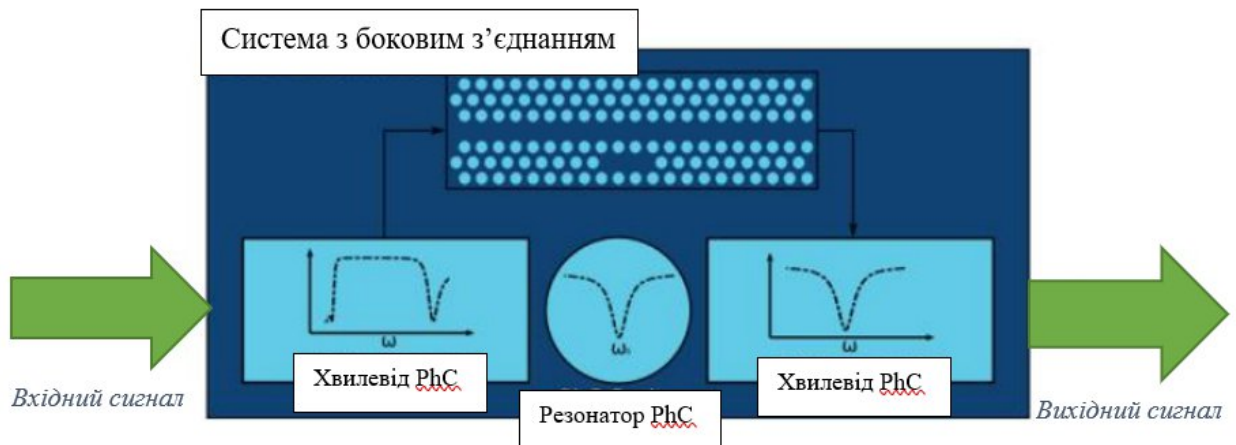 Система з боковим з’єднанням
ω
ω
Хвилевід PhC
ω
Хвилевід PhC
Вхідний сигнал
Резонатор PhC
Вихідний сигнал